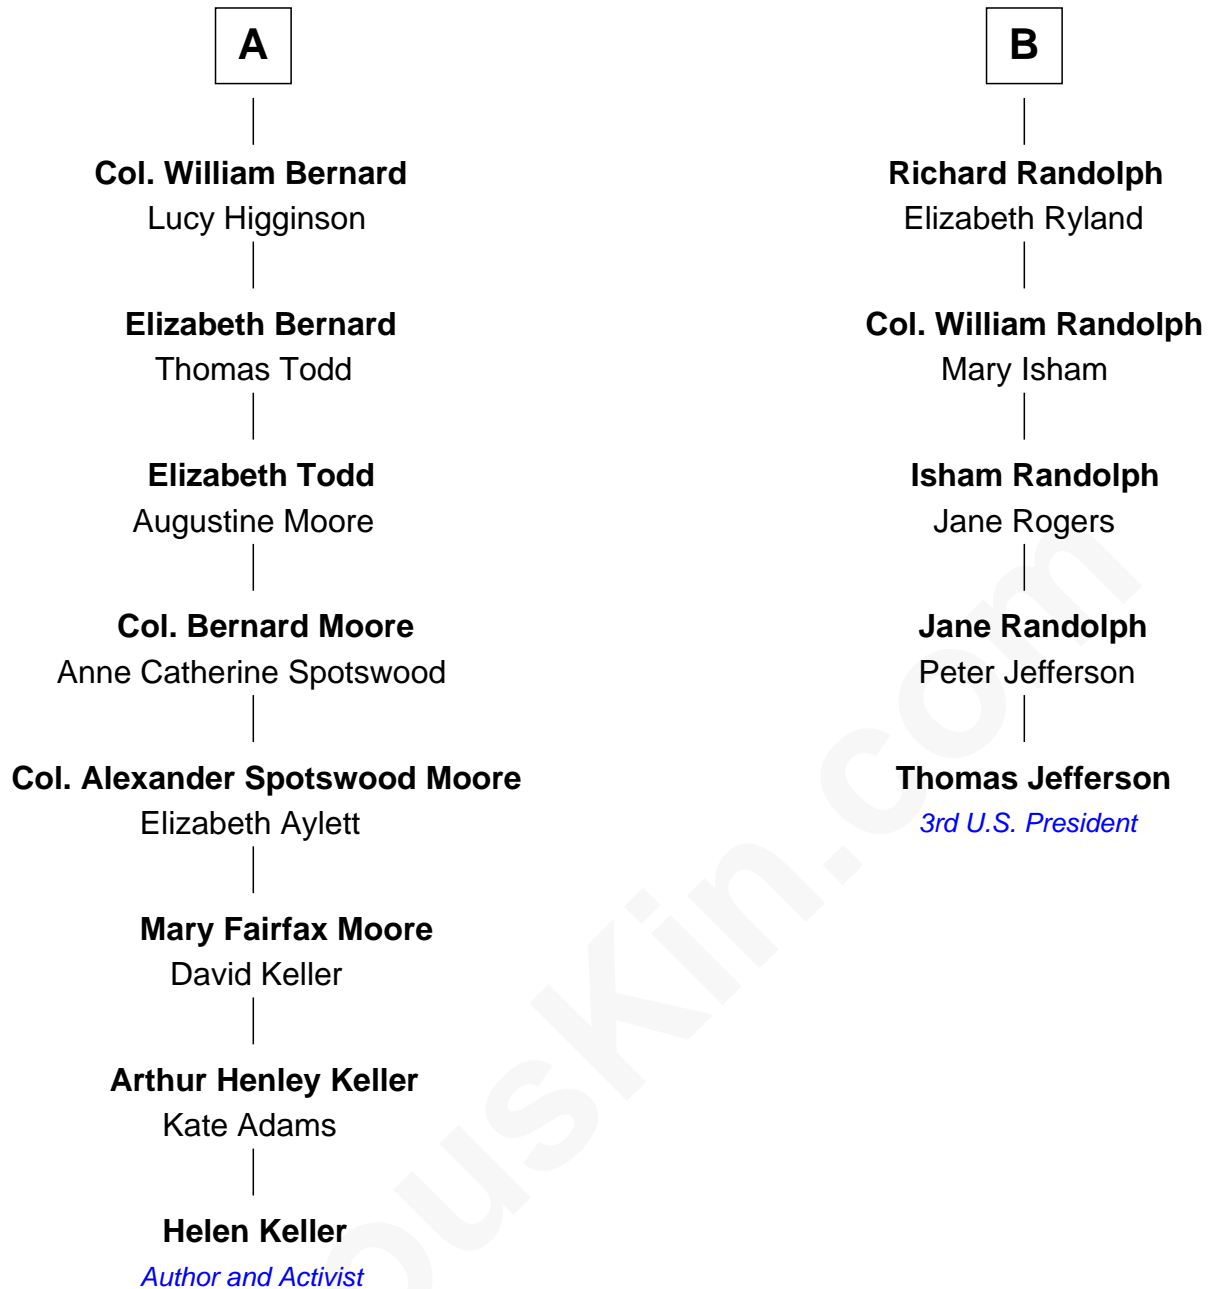 A
Col. William Bernard
Lucy Higginson
Elizabeth Bernard
Thomas Todd
Elizabeth Todd
Augustine Moore
Col. Bernard Moore
Anne Catherine Spotswood
Col. Alexander Spotswood Moore
Elizabeth Aylett
Mary Fairfax Moore
David Keller
Arthur Henley Keller
Kate Adams
Helen Keller
Author and Activist
B
Richard Randolph
Elizabeth Ryland
Col. William Randolph
Mary Isham
Isham Randolph
Jane Rogers
Jane Randolph
Peter Jefferson
Thomas Jefferson
3rd U.S. President
ousKin.com